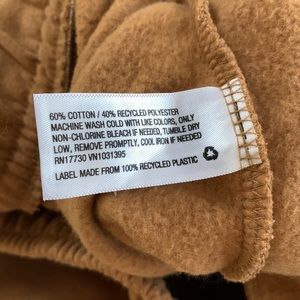 60% COTTON / 40% RECYCLED POLYESTER
MACHINE WASH COLD WITH LIKE COLORS, ONLY
NON-CHLORINE BLEACH IF NEEDED, TUMBLE DRY
LOW, REMOVE PROMPTLY, COOL IRON IF NEEDED
RN17730 VN1031395
LABEL MADE FROM 100% RECYCLED PLASTIC